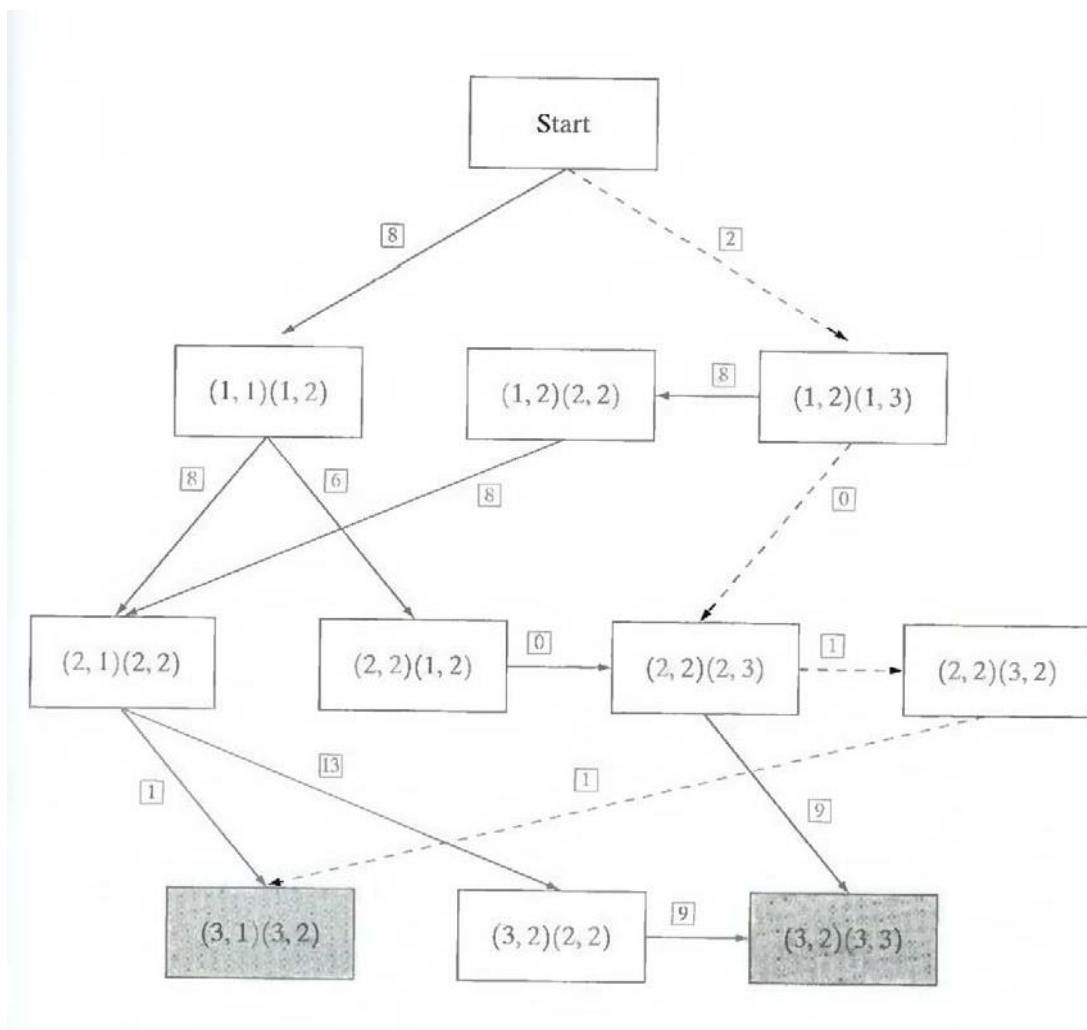 Start
8
2
(1, 1)(1, 2)
(1, 2)(2, 2)
8
(1, 2)(1, 3)
8
6
8
0
(2, 1)(2, 2)
(2, 2)(1, 2)
0
(2, 2)(2, 3)
1
(2, 2)(3, 2)
1
13
1
9
(3, 1)(3, 2)
(3, 2)(2, 2)
9
(3, 2)(3, 3)